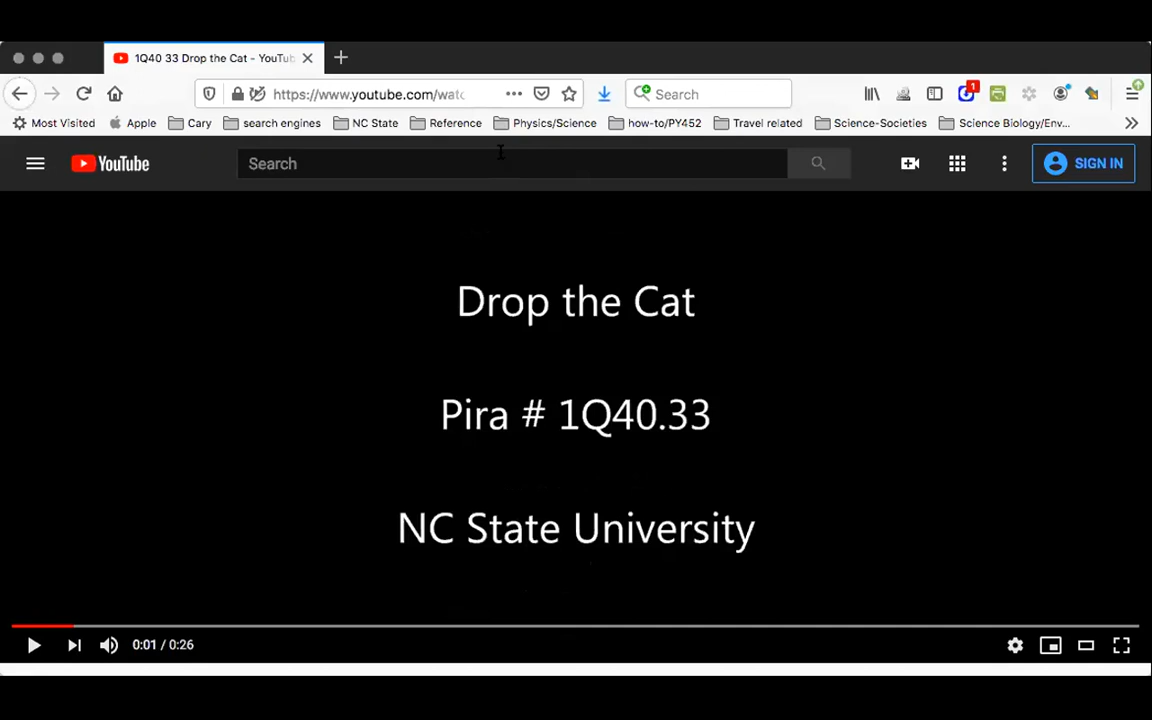 1Q40 33 Drop the Cat - YouTub
https://www.youtube.com/watc
Search
1
Most Visited
Apple
Cary
search engines
NC State
Reference
Physics/Science
how-to/PY452
Travel related
Science-Societies
Science Biology/Env...
YouTube
Search
SIGN IN
Drop the Cat
Pira # 1Q40.33
NC State University
0:01 / 0:26